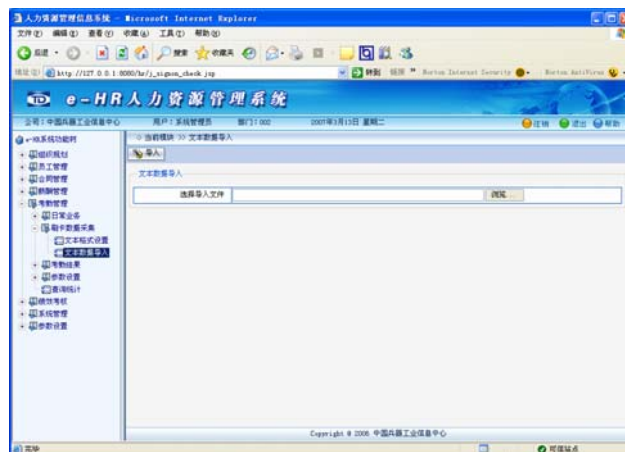 人力资源管理信息系统 - Microsoft Internet Explorer
文件(F) 编辑(E) 查看(V) 收藏(A) 工具(T) 帮助(H)
后退 搜索 收藏夹
地址(D) http://127.0.0.1:8080/hr/j_signon_check.jsp 转到 链接 Norton Internet Security Norton AntiVirus
e-HR人力资源管理系统
公司:中国兵器工业信息中心 用户:系统管理员 部门:002 2007年3月13日 星期二 注销 退出 帮助
e-HR系统功能树
组织规划
员工管理
合同管理
薪酬管理
考勤管理
日常业务
刷卡数据采集
文本格式设置
文本数据导入
考勤结果
参数设置
查询统计
绩效考核
系统管理
参数设置
当前模块 >> 文本数据导入
导入
文本数据导入
选择导入文件 浏览...
Copyright © 2006 中国兵器工业信息中心
完毕 可信站点